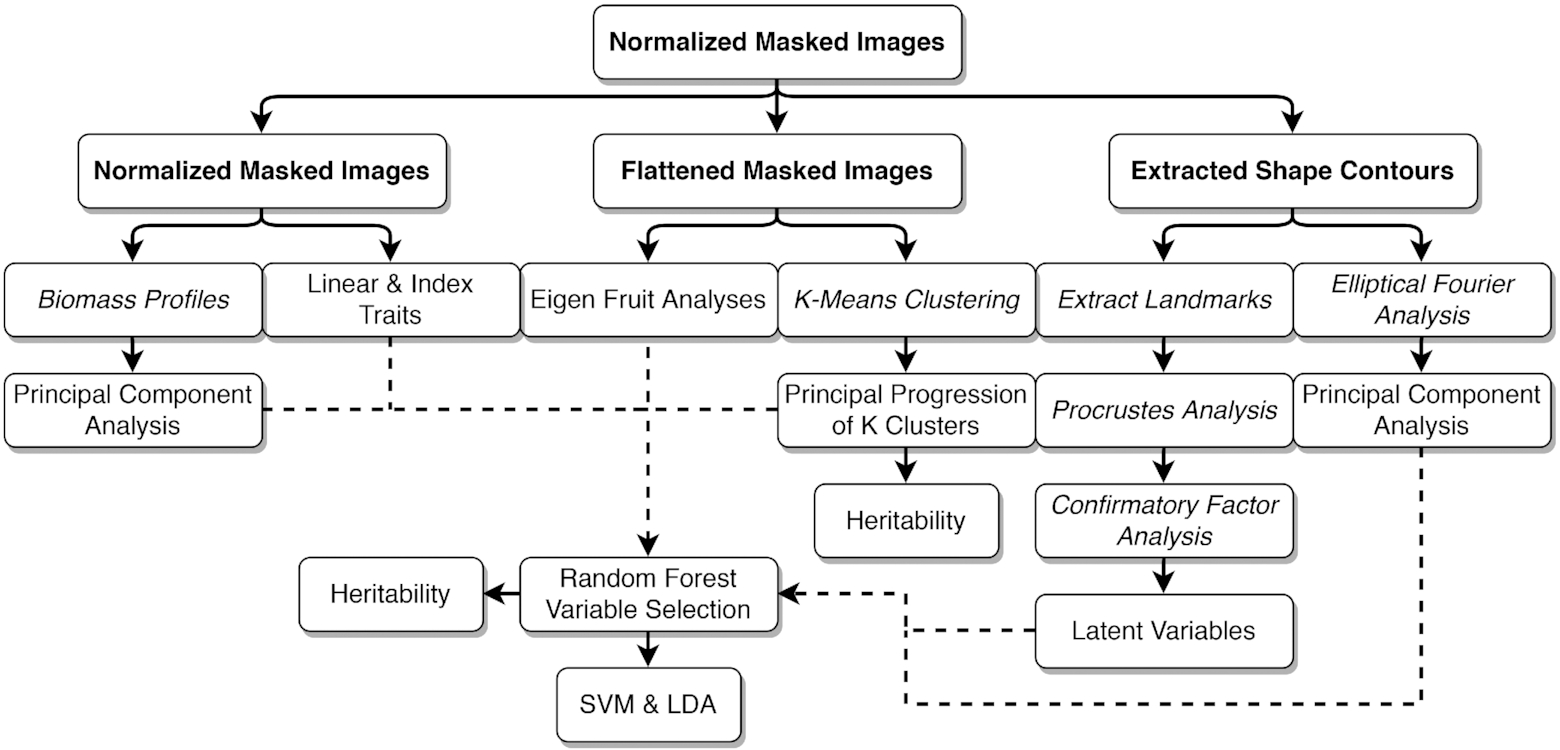 Normalized Masked Images
Normalized Masked Images
Flattened Masked Images
Extracted Shape Contours
Biomass Profiles
Linear & Index
Traits
Eigen Fruit Analyses
K-Means Clustering
Extract Landmarks
Elliptical Fourier
Analysis
Principal Component
Analysis
Principal Progression
of K Clusters
Procrustes Analysis
Principal Component
Analysis
Heritability
Confirmatory Factor
Analysis
Heritability
Random Forest
Variable Selection
Latent Variables
SVM & LDA